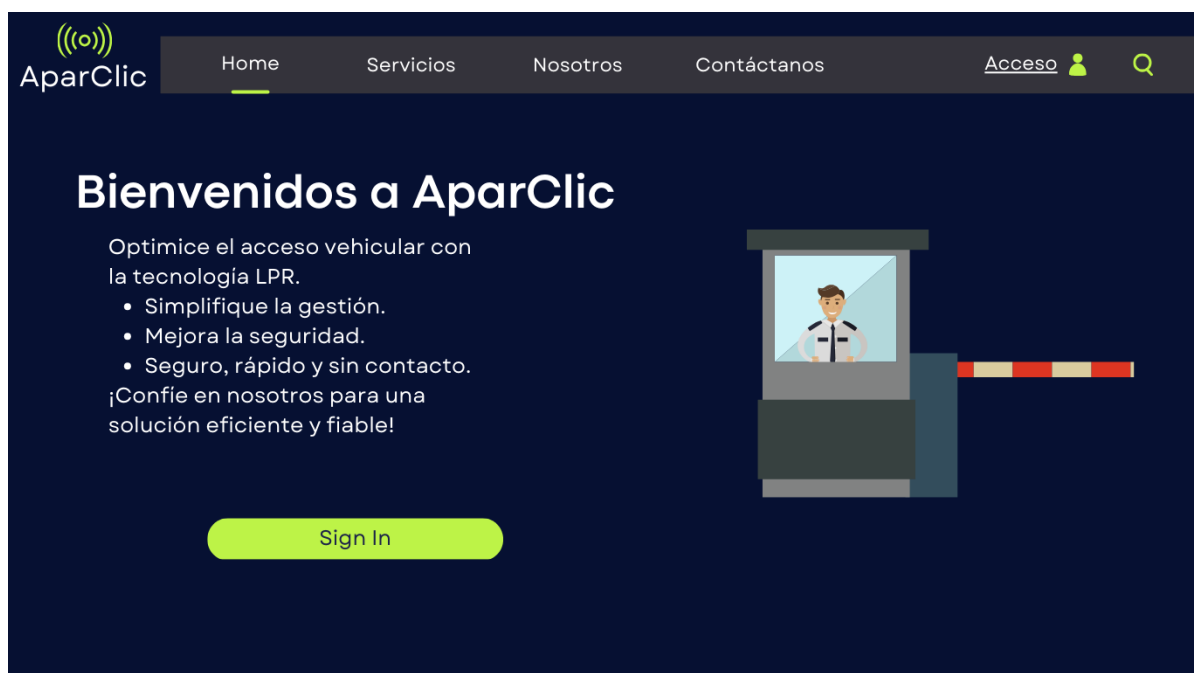 AparClic
Home
Servicios
Nosotros
Contáctanos
Acceso
Bienvenidos a AparClic
Optimice el acceso vehicular con
la tecnología LPR.
• Simplifique la gestión.
• Mejora la seguridad.
• Seguro, rápido y sin contacto.
¡Confíe en nosotros para una
solución eficiente y fiable!
Sign In